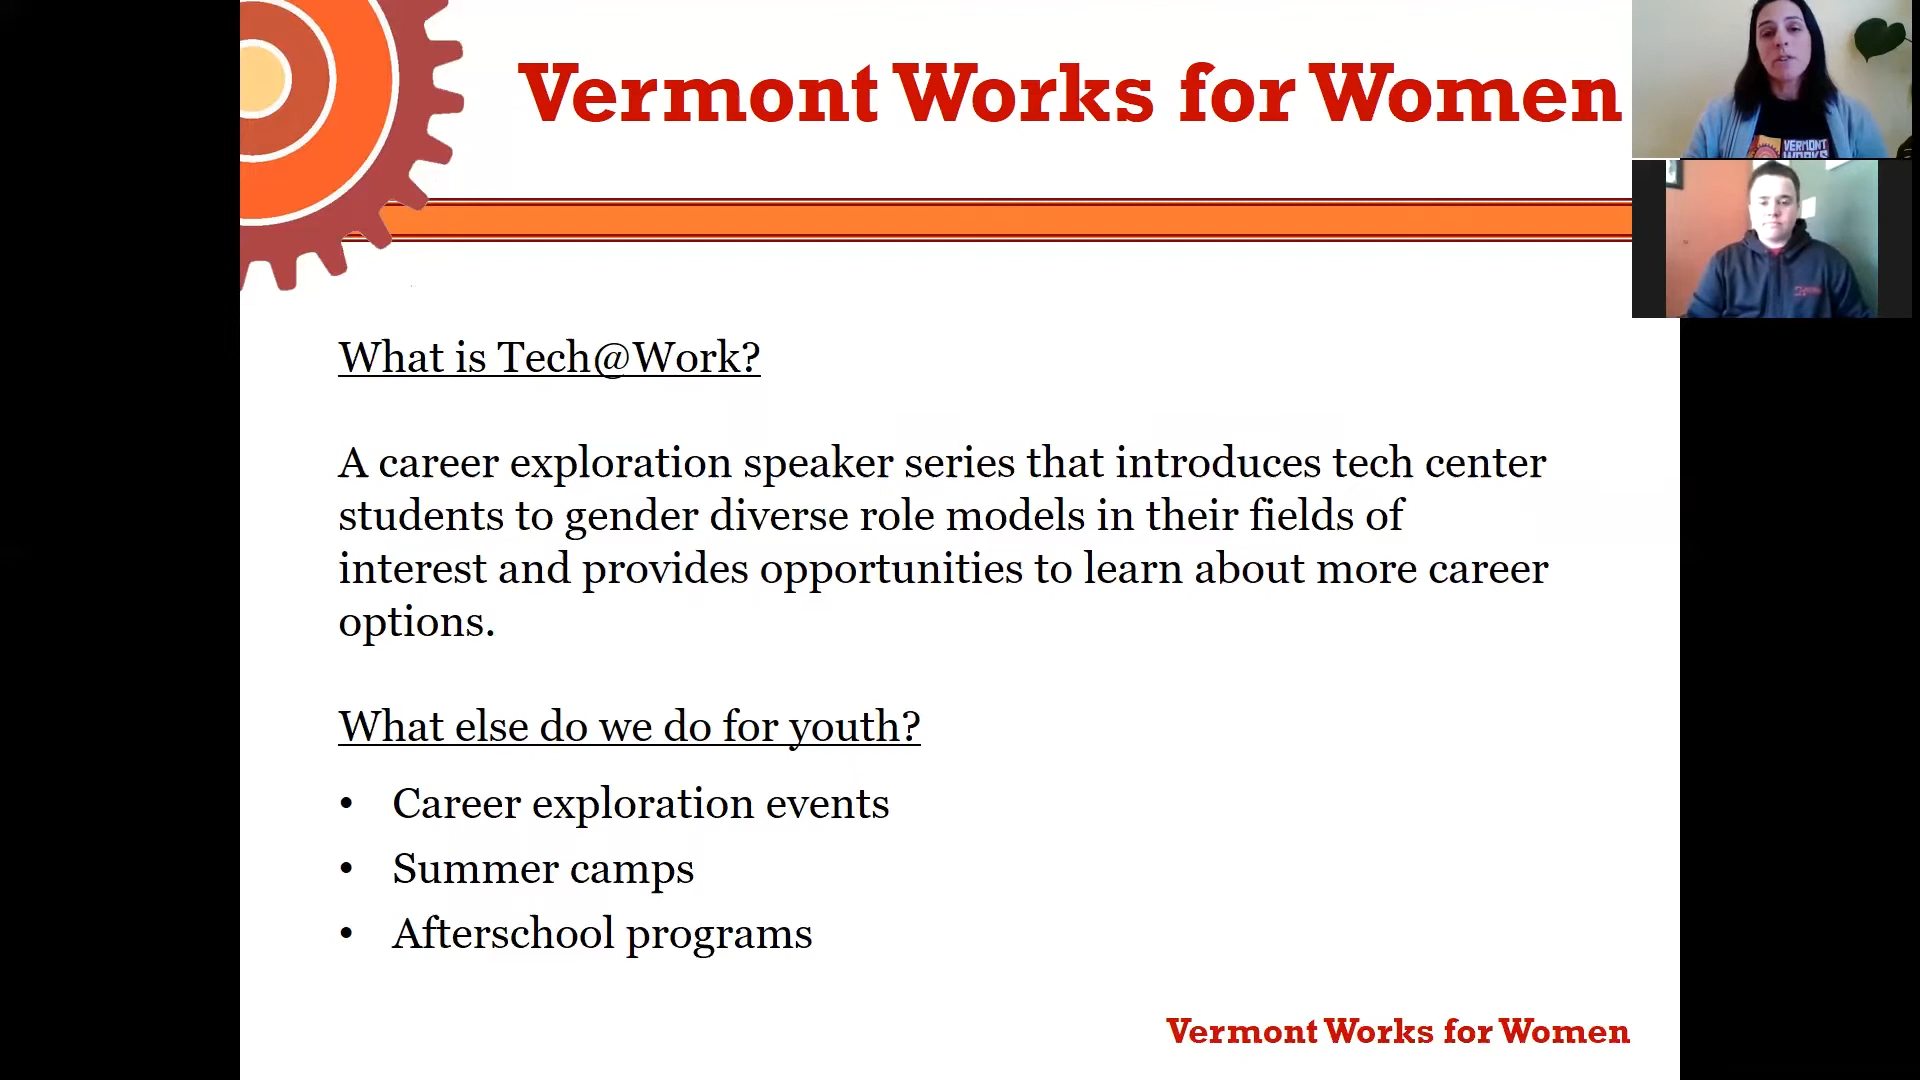 Vermont Works for Women
VERMONT
WORKS
What is Tech@Work?
A career exploration speaker series that introduces tech center
students to gender diverse role models in their fields of
interest and provides opportunities to learn about more career
options.
What else do we do for youth?
• Career exploration events
• Summer camps
• Afterschool programs
Vermont Works for Women